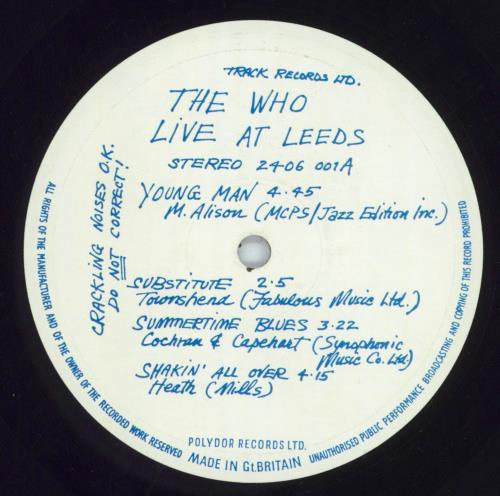 TRACK RECORDS LTD.
THE WHO
LIVE AT LEEDS
STEREO 2406 001A
YOUNG MAN 4.45
M. Alison (MCPS/Jazz Edition Inc.)
CRACKLING NOISES O.K.
DO NOT CORRECT!
SUBSTITUTE 2.5
Townshend (Fabulous Music Ltd.)
SUMMERTIME BLUES 3.22
Cochran & Capehart (Synophonic
Music Co. Ltd)
SHAKIN' ALL OVER 4.15
Heath (Mills)
POLYDOR RECORDS LTD.
MADE IN Gt.BRITAIN
ALL RIGHTS OF THE MANUFACTURER AND OF THE OWNER OF THE RECORDED WORK RESERVED
UNAUTHORISED PUBLIC PERFORMANCE BROADCASTING AND COPYING OF THIS RECORD PROHIBITED